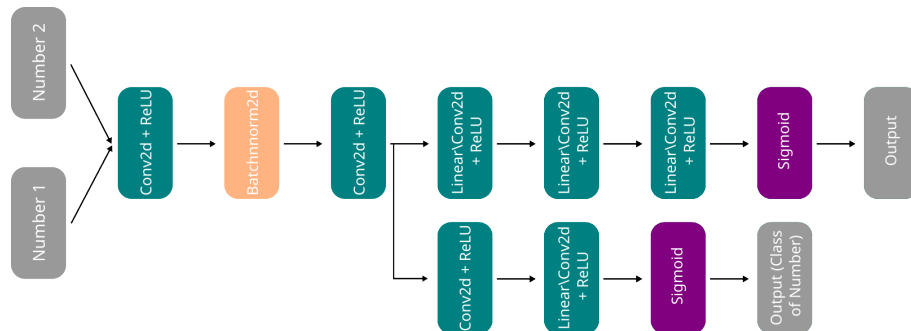 Number 2
Number 1
Conv2d + ReLU
Batchnnorm2d
Conv2d + ReLU
Linear\Conv2d
+ ReLU
Linear\Conv2d
+ ReLU
Linear\Conv2d
+ ReLU
Sigmoid
Output
Conv2d + ReLU
Linear\Conv2d
+ ReLU
Sigmoid
Output (Class
of Number)